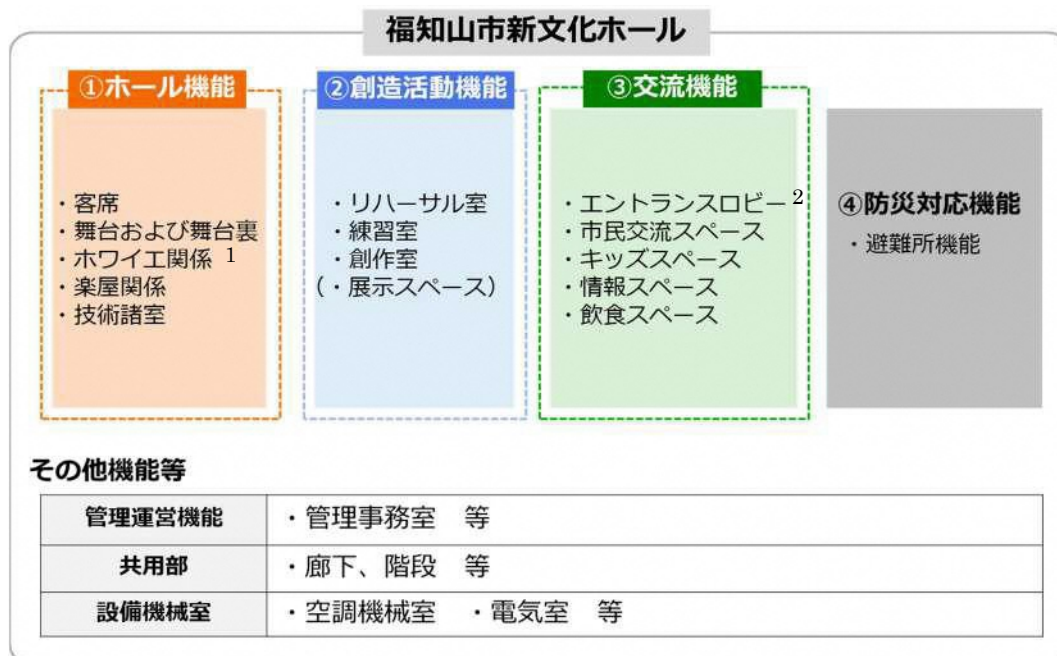 福知山市新文化ホール
①ホール機能
・客席
・舞台および舞台裏
・ホワイエ関係 1
・楽屋関係
・技術諸室
②創造活動機能
・リハーサル室
・練習室
・創作室
（・展示スペース）
③交流機能
・エントランスロビー 2
・市民交流スペース
・キッズスペース
・情報スペース
・飲食スペース
④防災対応機能
・避難所機能
その他機能等
管理運営機能 ・管理事務室　等
共用部 ・廊下、階段　等
設備機械室 ・空調機械室　・電気室　等